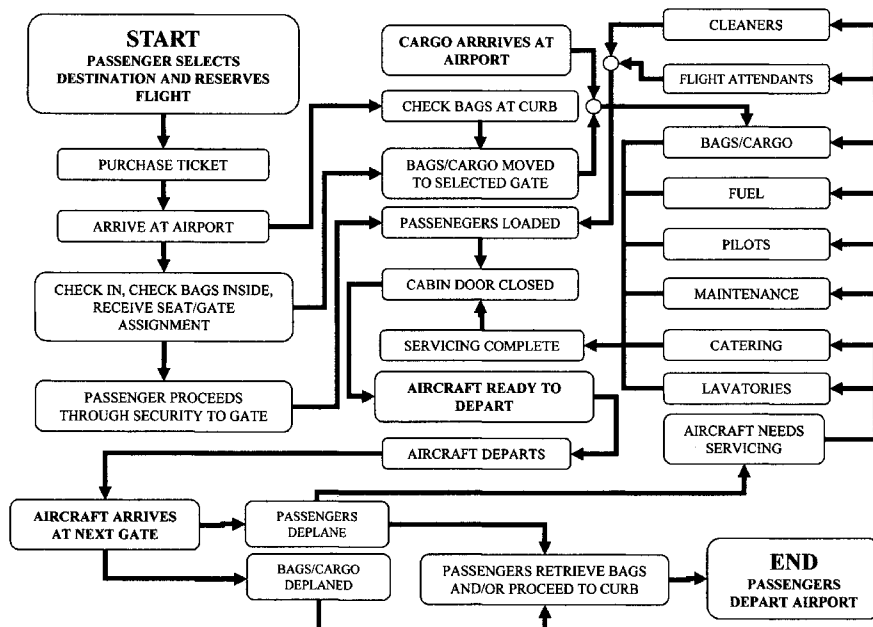 START
PASSENGER SELECTS
DESTINATION AND RESERVES
FLIGHT
PURCHASE TICKET
ARRIVE AT AIRPORT
CHECK IN, CHECK BAGS INSIDE,
RECEIVE SEAT/GATE
ASSIGNMENT
PASSENGER PROCEEDS
THROUGH SECURITY TO GATE
CARGO ARRRIVES AT
AIRPORT
CHECK BAGS AT CURB
BAGS/CARGO MOVED
TO SELECTED GATE
PASSENEGERS LOADED
CABIN DOOR CLOSED
SERVICING COMPLETE
AIRCRAFT READY TO
DEPART
AIRCRAFT DEPARTS
CLEANERS
FLIGHT ATTENDANTS
BAGS/CARGO
FUEL
PILOTS
MAINTENANCE
CATERING
LAVATORIES
AIRCRAFT NEEDS
SERVICING
AIRCRAFT ARRIVES
AT NEXT GATE
PASSENGERS
DEPLANE
BAGS/CARGO
DEPLANED
PASSENGERS RETRIEVE BAGS
AND/OR PROCEED TO CURB
END
PASSENGERS
DEPART AIRPORT